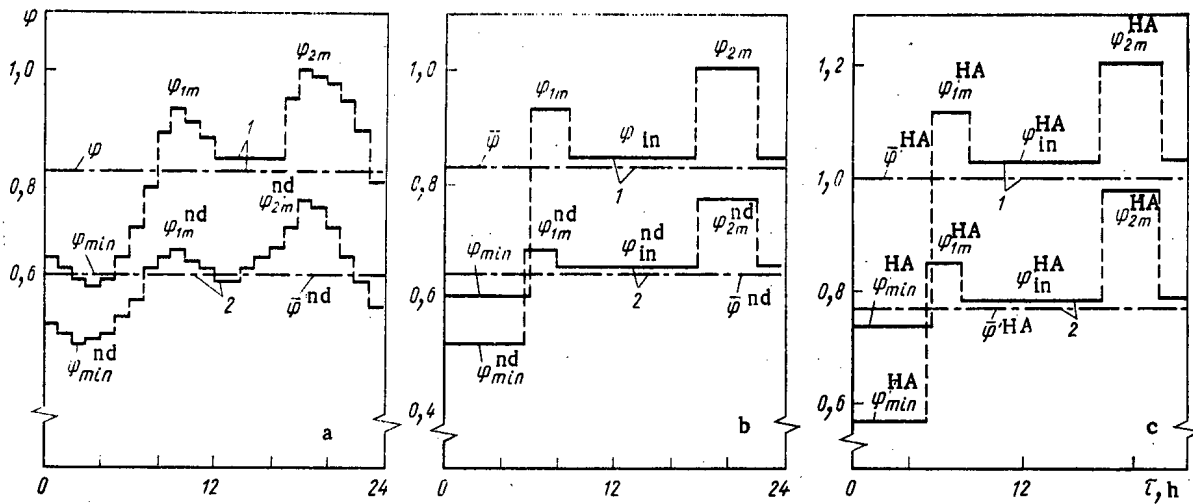 φ
1,0
φ1m
φ2m
1
φ
0,8
φmin
φ1m nd
φ2m nd
0,6
2
φ̄ nd
φmin nd
a
0
12
24
1,0
φ1m
φ2m
φ̄
φ in
1
0,8
φ1m nd
φin nd
φ2m nd
φmin
0,6
2
φ̄ nd
φmin nd
0,4
b
0
12
24
φ2m HA
1,2
φ1m HA
φ̄ HA
φin HA
1,0
1
φ1m HA
φ2m HA
φmin HA
φin HA
0,8
φ̄ HA
2
0,6
φmin HA
c
0
12
τ, h